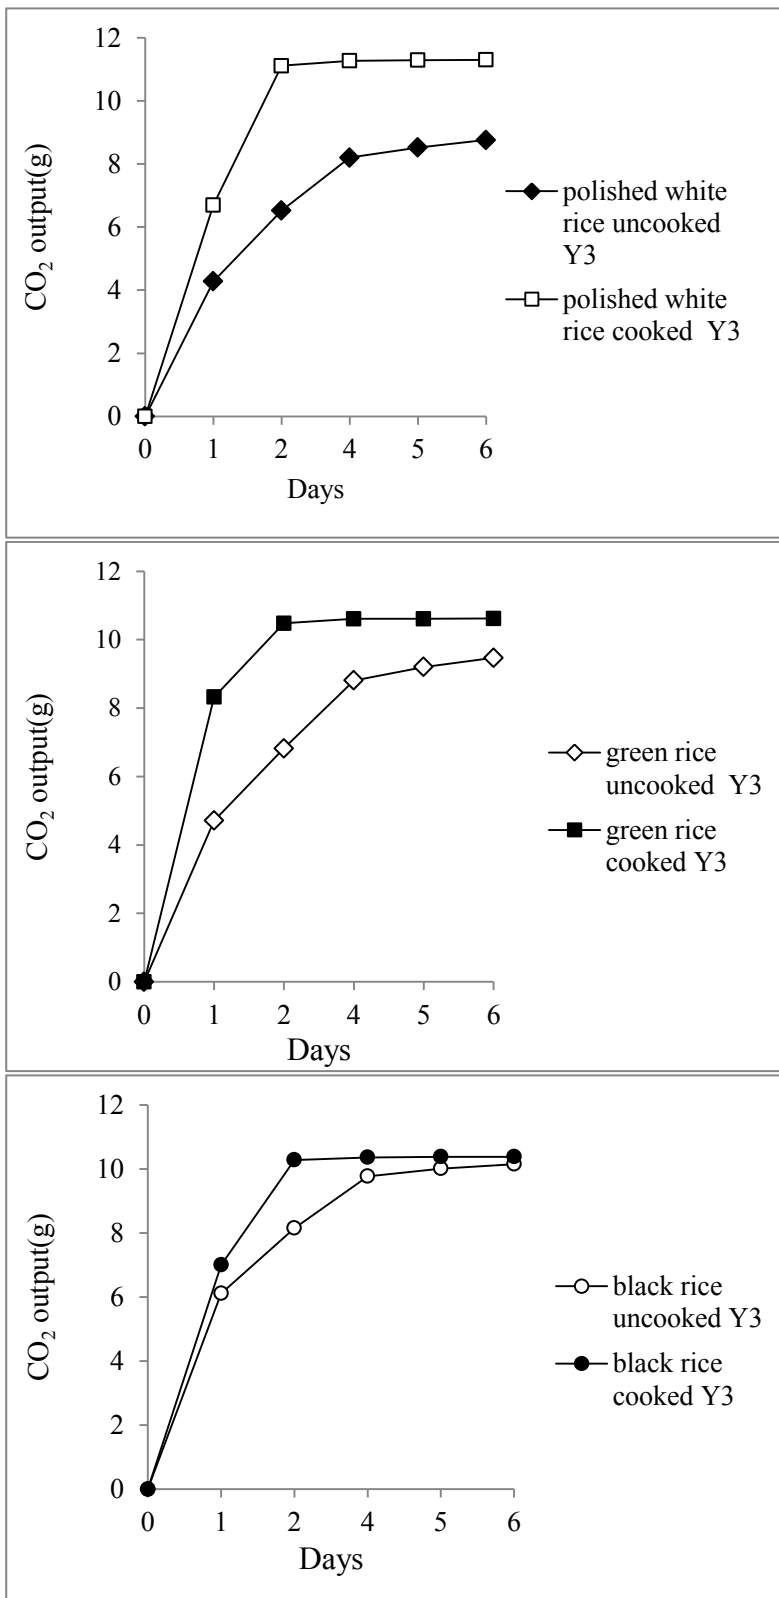 12
10
8
6
4
2
0
CO₂ output(g)
0 1 2 4 5 6
Days
polished white
rice uncooked
Y3
polished white
rice cooked  Y3
12
10
8
6
4
2
0
CO₂ output(g)
0 1 2 4 5 6
Days
green rice
uncooked  Y3
green rice
cooked Y3
12
10
8
6
4
2
0
CO₂ output(g)
0 1 2 4 5 6
Days
black rice
uncooked Y3
black rice
cooked Y3